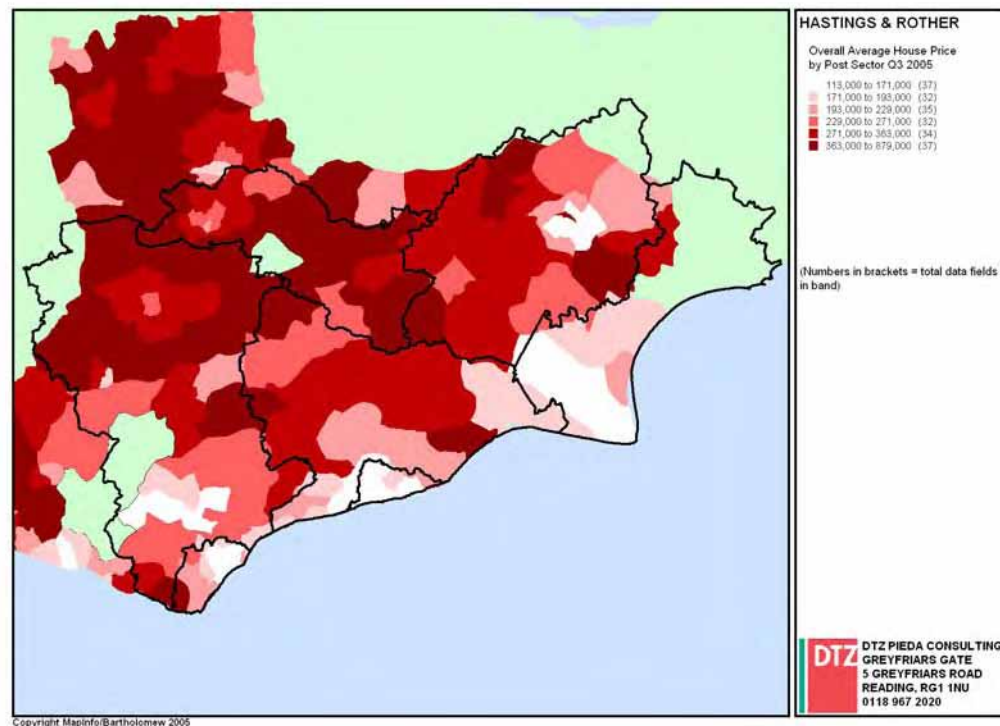 HASTINGS & ROTHER
Overall Average House Price
by Post Sector Q3 2005
113,000 to 171,000 (37)
171,000 to 193,000 (32)
193,000 to 229,000 (35)
229,000 to 271,000 (32)
271,000 to 363,000 (34)
363,000 to 879,000 (37)
(Numbers in brackets = total data fields
in band)
DTZ
DTZ PIEDA CONSULTING
GREYFRIARS GATE
5 GREYFRIARS ROAD
READING, RG1 1NU
0118 967 2020
Copyright MapInfo/Bartholomew 2005